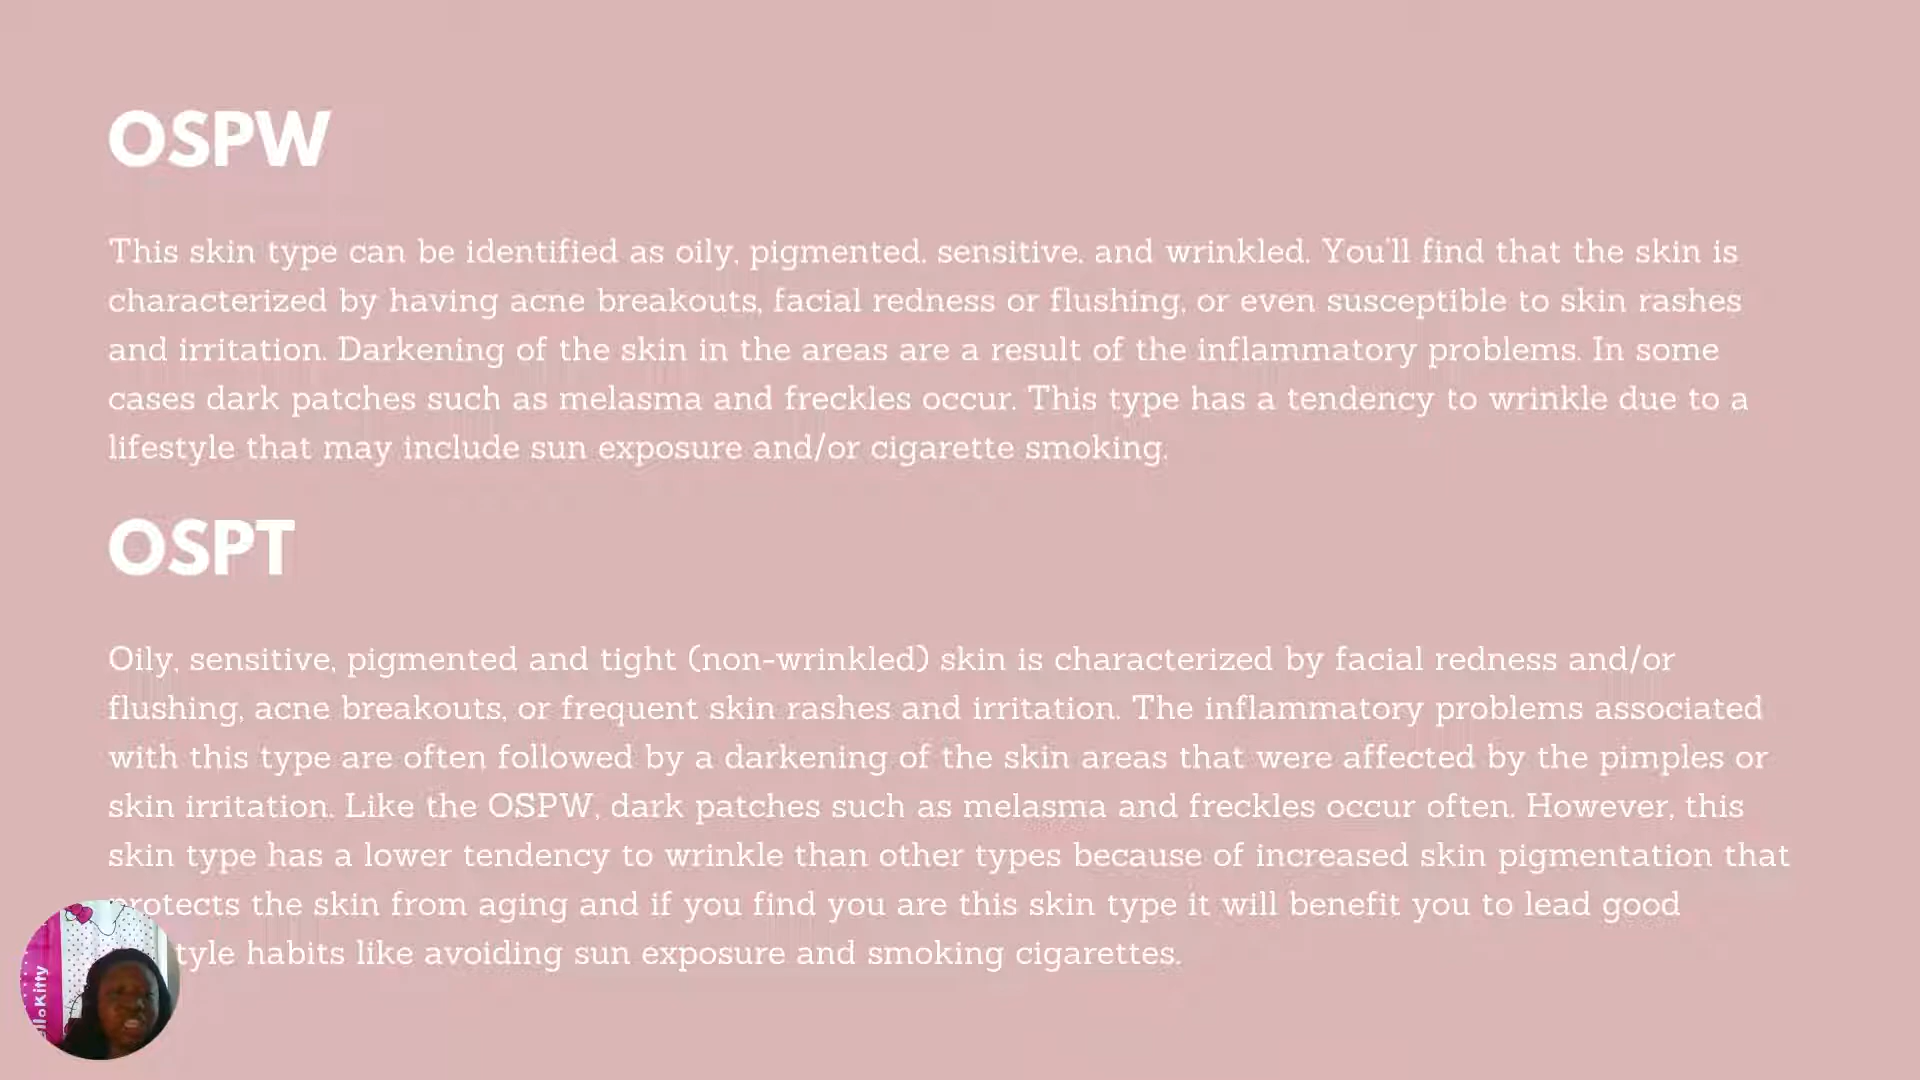 OSPW
This skin type can be identified as oily, pigmented, sensitive, and wrinkled. You'll find that the skin is
characterized by having acne breakouts, facial redness or flushing, or even susceptible to skin rashes
and irritation. Darkening of the skin in the areas are a result of the inflammatory problems. In some
cases dark patches such as melasma and freckles occur. This type has a tendency to wrinkle due to a
lifestyle that may include sun exposure and/or cigarette smoking.
OSPT
Oily, sensitive, pigmented and tight (non-wrinkled) skin is characterized by facial redness and/or
flushing, acne breakouts, or frequent skin rashes and irritation. The inflammatory problems associated
with this type are often followed by a darkening of the skin areas that were affected by the pimples or
skin irritation. Like the OSPW, dark patches such as melasma and freckles occur often. However, this
skin type has a lower tendency to wrinkle than other types because of increased skin pigmentation that
protects the skin from aging and if you find you are this skin type it will benefit you to lead good
tyle habits like avoiding sun exposure and smoking cigarettes.
Kitty